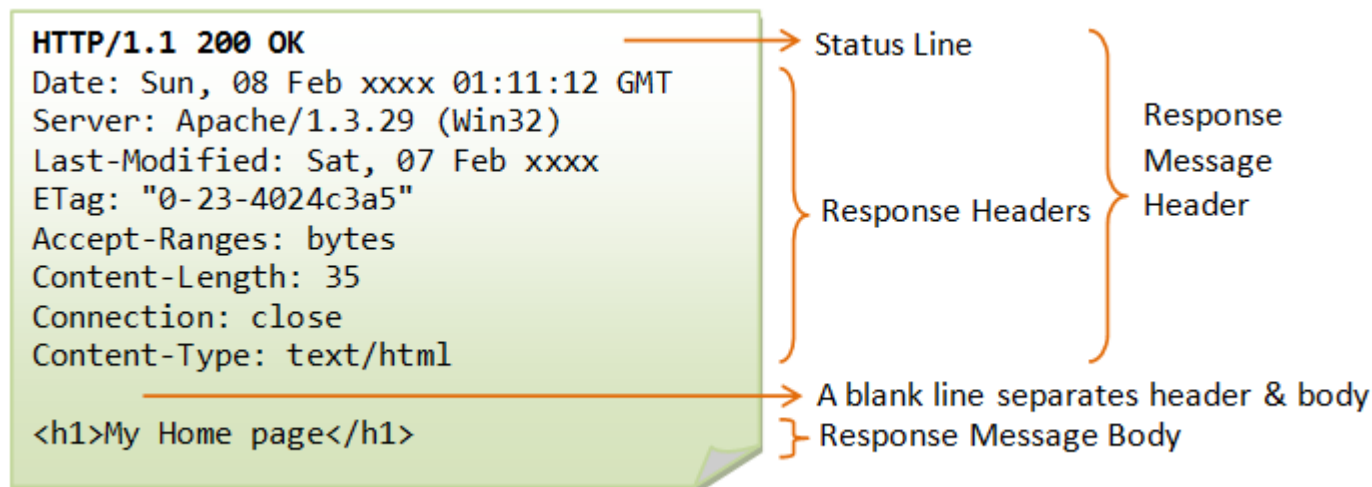 HTTP/1.1 200 OK
Date: Sun, 08 Feb xxxx 01:11:12 GMT
Server: Apache/1.3.29 (Win32)
Last-Modified: Sat, 07 Feb xxxx
ETag: "0-23-4024c3a5"
Accept-Ranges: bytes
Content-Length: 35
Connection: close
Content-Type: text/html
<h1>My Home page</h1>
Status Line
Response Headers
Response
Message
Header
A blank line separates header & body
Response Message Body